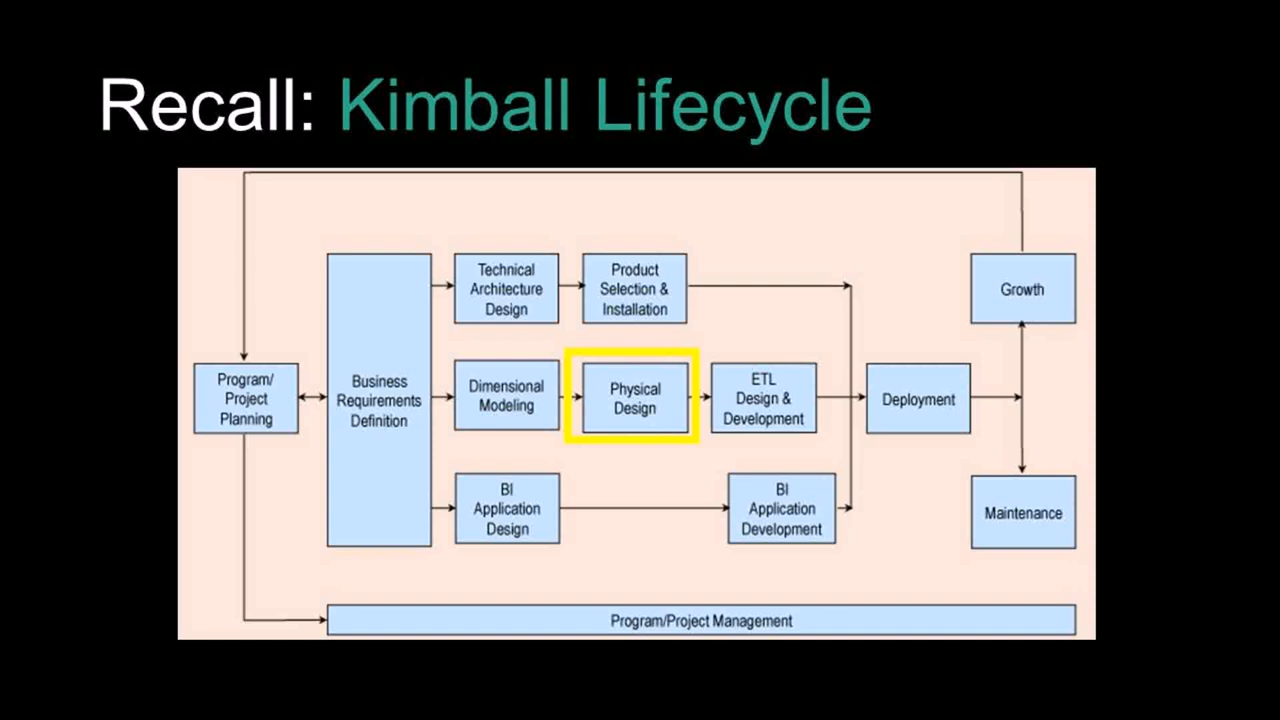 Recall: Kimball Lifecycle
Technical
Architecture
Design
Product
Selection &
Installation
Growth
Program/
Project
Planning
Business
Requirements
Definition
Dimensional
Modeling
Physical
Design
ETL
Design &
Development
Deployment
BI
Application
Design
BI
Application
Development
Maintenance
Program/Project Management